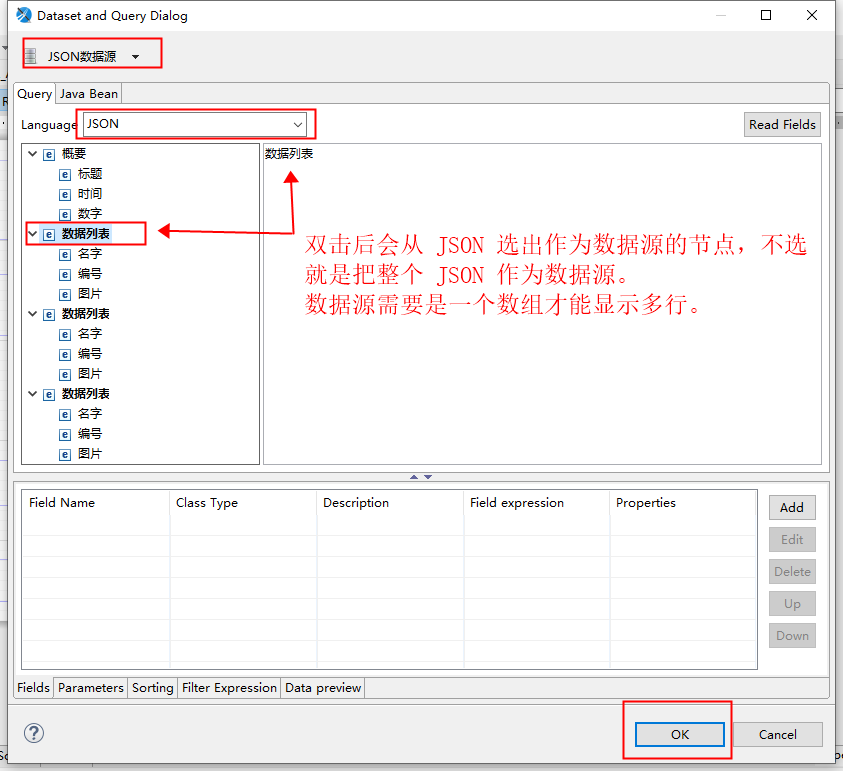 Dataset and Query Dialog
JSON数据源
Query
Java Bean
Language
JSON
Read Fields
概要
标题
时间
数字
数据列表
名字
编号
图片
数据列表
名字
编号
图片
数据列表
名字
编号
图片
数据列表
双击后会从 JSON 选出作为数据源的节点，不选
就是把整个 JSON 作为数据源。
数据源需要是一个数组才能显示多行。
Field Name
Class Type
Description
Field expression
Properties
Add
Edit
Delete
Up
Down
Fields
Parameters
Sorting
Filter Expression
Data preview
OK
Cancel